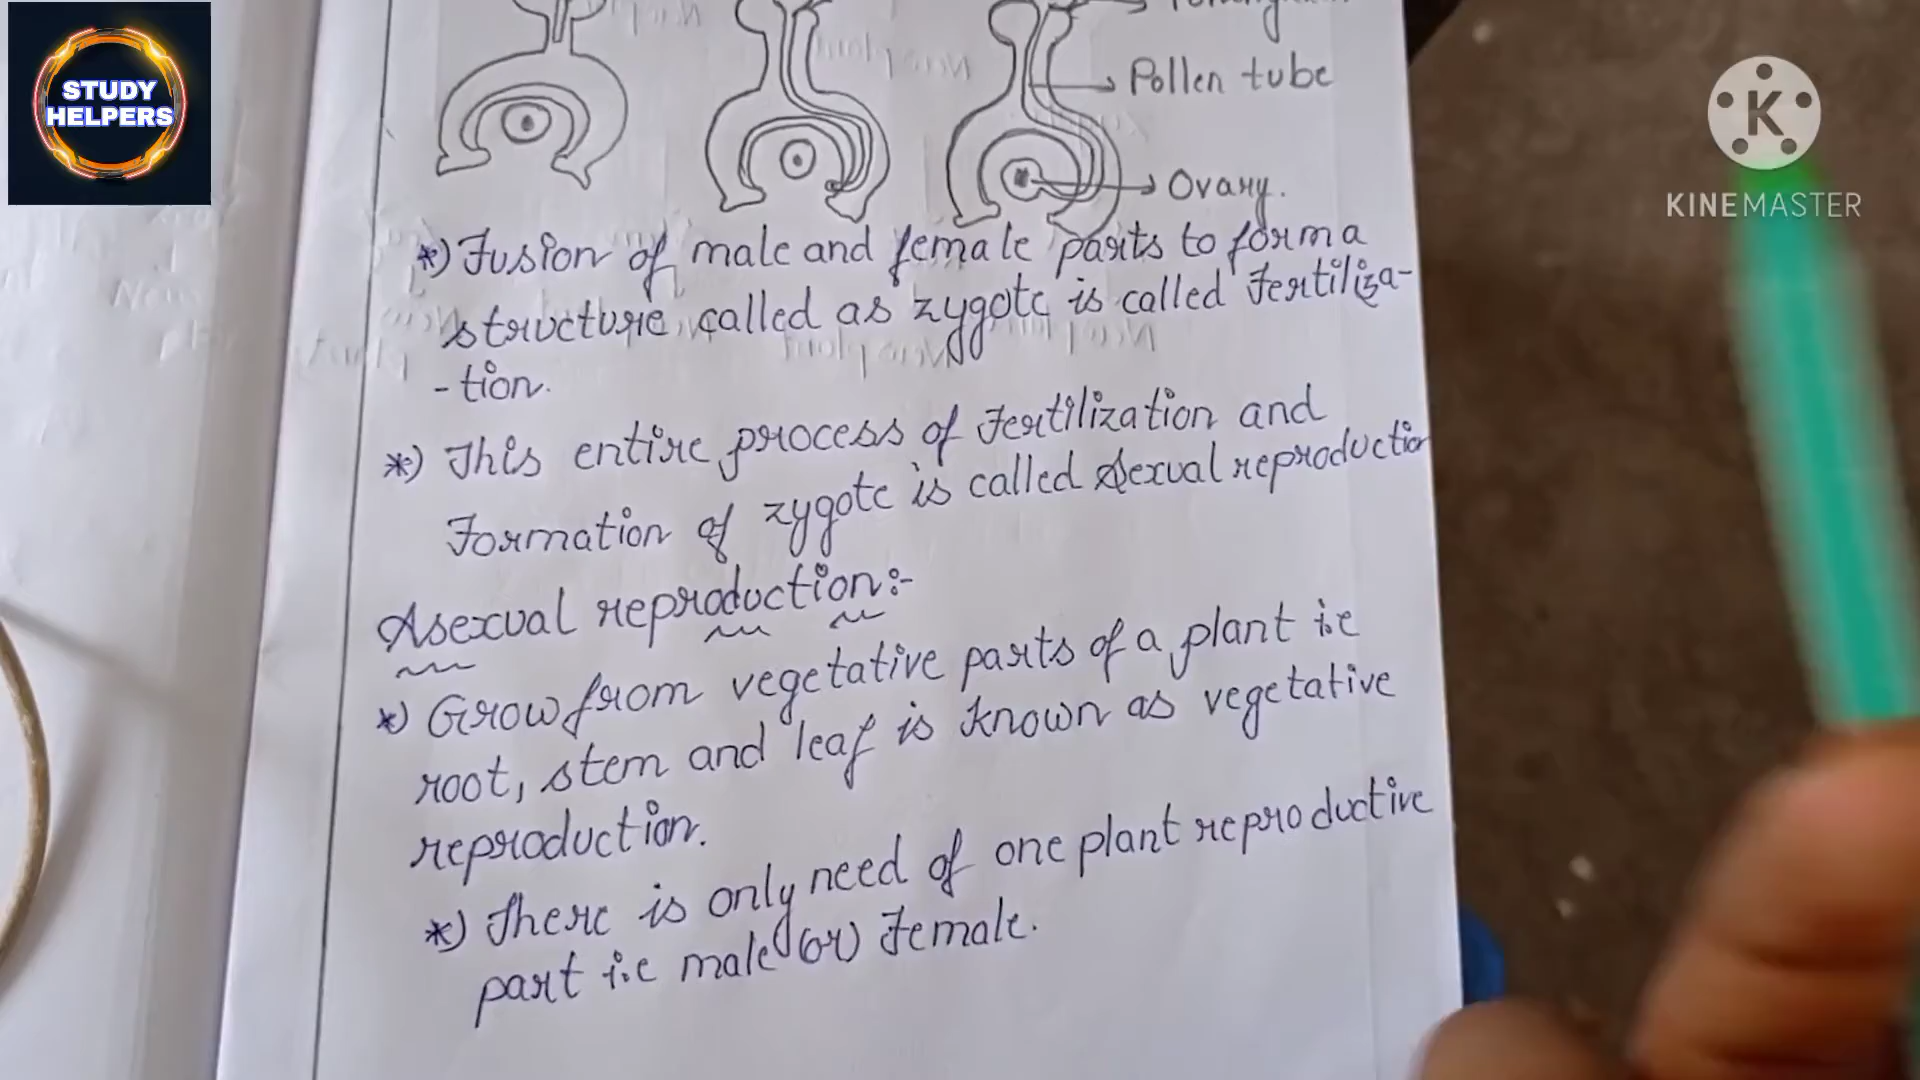 STUDY
HELPERS
K
KINEMASTER
Pollen tube
Ovary.
*) Fusion of male and female parts to form a
structure called as zygote is called Fertiliza-
-tion.
*) This entire process of Fertilization and
Formation of zygote is called Sexual reproduction
Asexual reproduction:-
*) Grow from vegetative parts of a plant i.e
root, stem and leaf is known as vegetative
reproduction.
*) There is only need of one plant reproductive
part i.e male (or) Female.